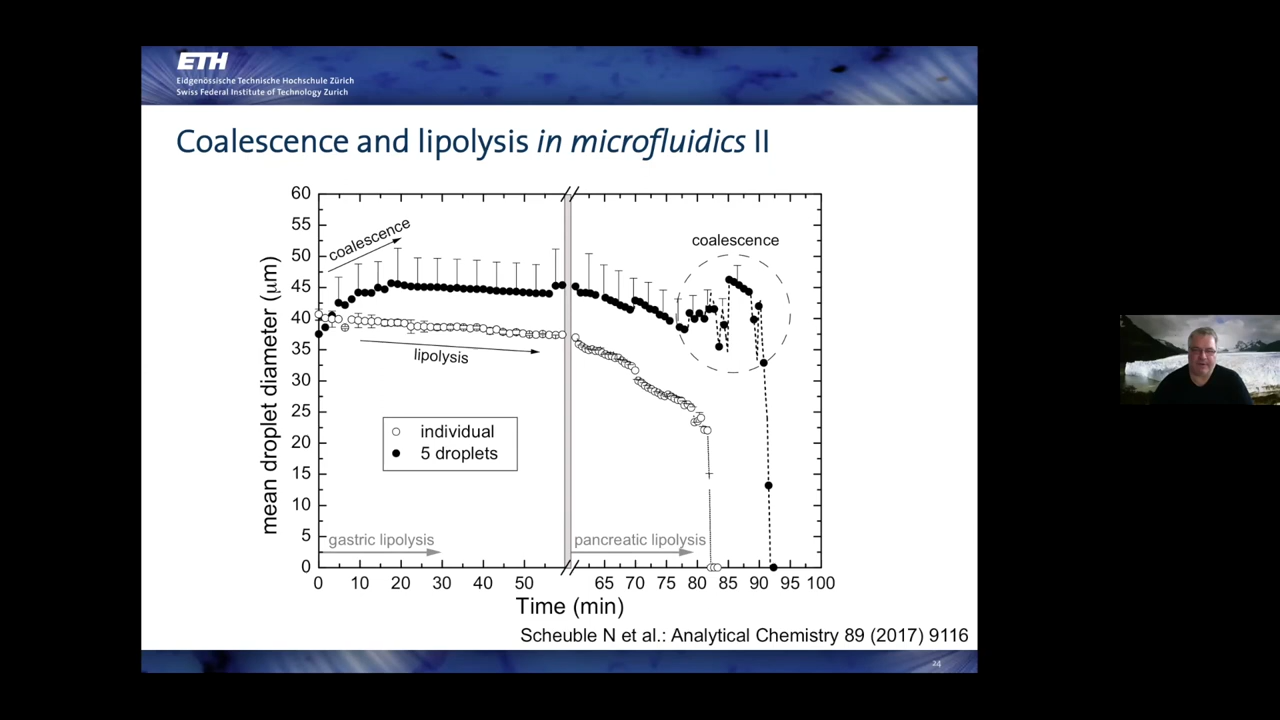 ETH
Eidgenössische Technische Hochschule Zürich
Swiss Federal Institute of Technology Zurich
Coalescence and lipolysis in microfluidics II
mean droplet diameter (μm)
60
55
50
45
40
35
30
25
20
15
10
5
0
coalescence
coalescence
lipolysis
individual
5 droplets
gastric lipolysis
pancreatic lipolysis
0 10 20 30 40 50 65 70 75 80 85 90 95 100
Time (min)
Scheuble N et al.: Analytical Chemistry 89 (2017) 9116
24